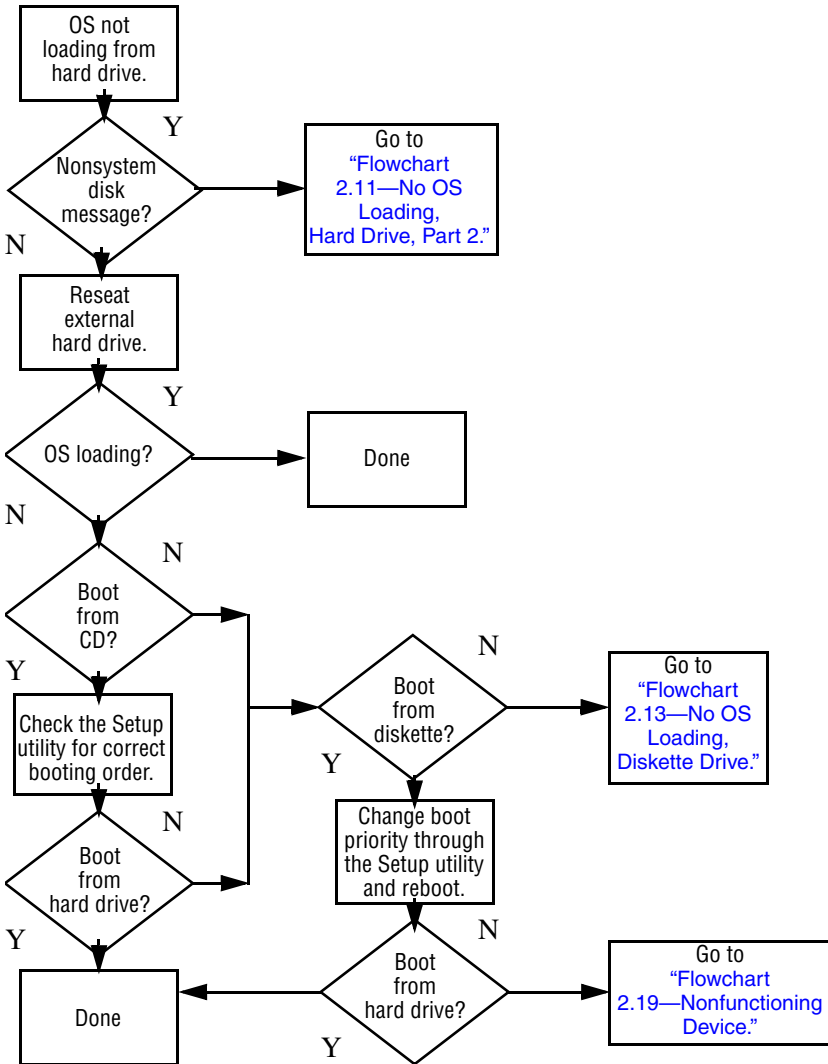 OS not
loading from
hard drive.
Y
Nonsystem
disk
message?
Go to
“Flowchart
2.11—No OS
Loading,
Hard Drive, Part 2.”
N
Reseat
external
hard drive.
Y
OS loading?
Done
N
N
Boot
from
CD?
Y
Check the Setup
utility for correct
booting order.
N
Boot
from
hard drive?
Y
Done
N
Boot
from
diskette?
Go to
“Flowchart
2.13—No OS
Loading,
Diskette Drive.”
Y
Change boot
priority through
the Setup utility
and reboot.
N
Boot
from
hard drive?
Go to
“Flowchart
2.19—Nonfunctioning
Device.”
Y